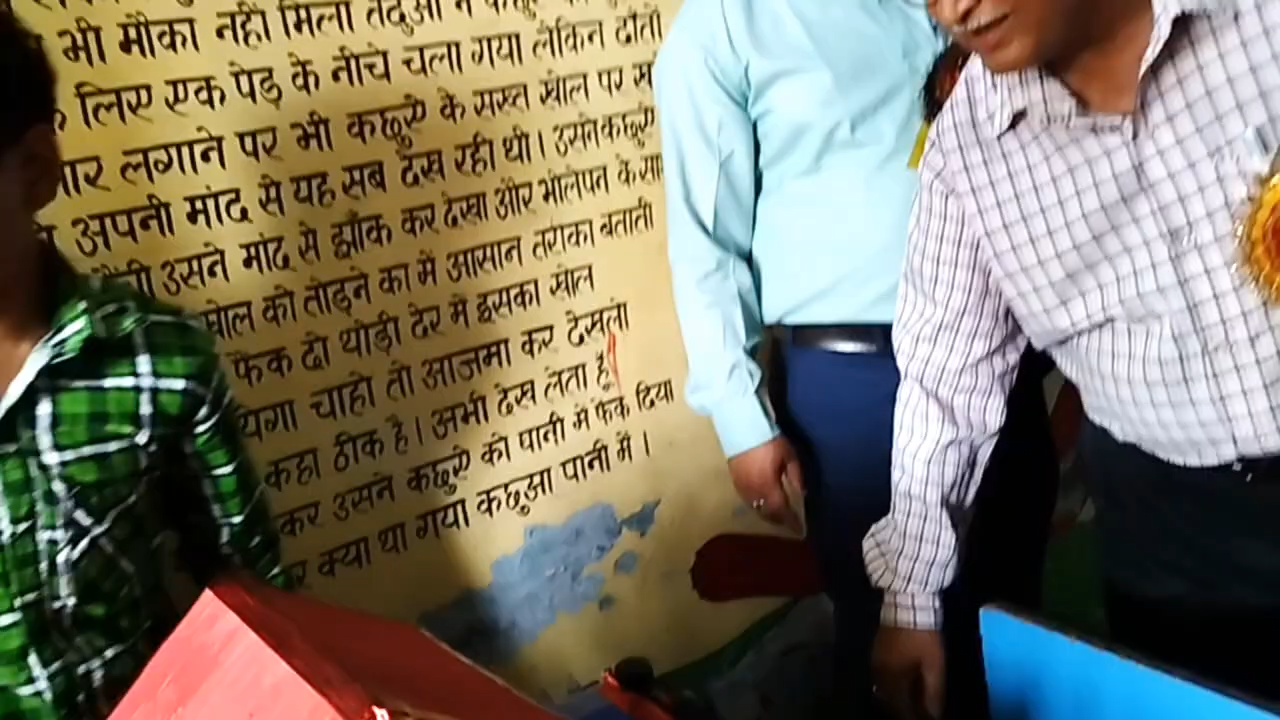 भी मौका नहीं मिला तेंदुआ ने
लिए एक पेड़ के नीचे चला गया लेकिन दाँतो
लगाने पर भी कछुऐ के सख्त खोल पर
अपनी मांद से यह सब देख रही थी। उसने कछुऐ
उसने मांद से झाँक कर देखा और भोलेपन के
खोल को तोड़ने का में आसान तरीका बताती
फेंक दो थोड़ी देर में इसका खोल
चाहो तो आजमा कर देखलो
कहा ठीक है। अभी देख लेता हूँ
कर उसने कछुऐ को पानी में फेंक दिया
क्या था गया कछुआ पानी में।